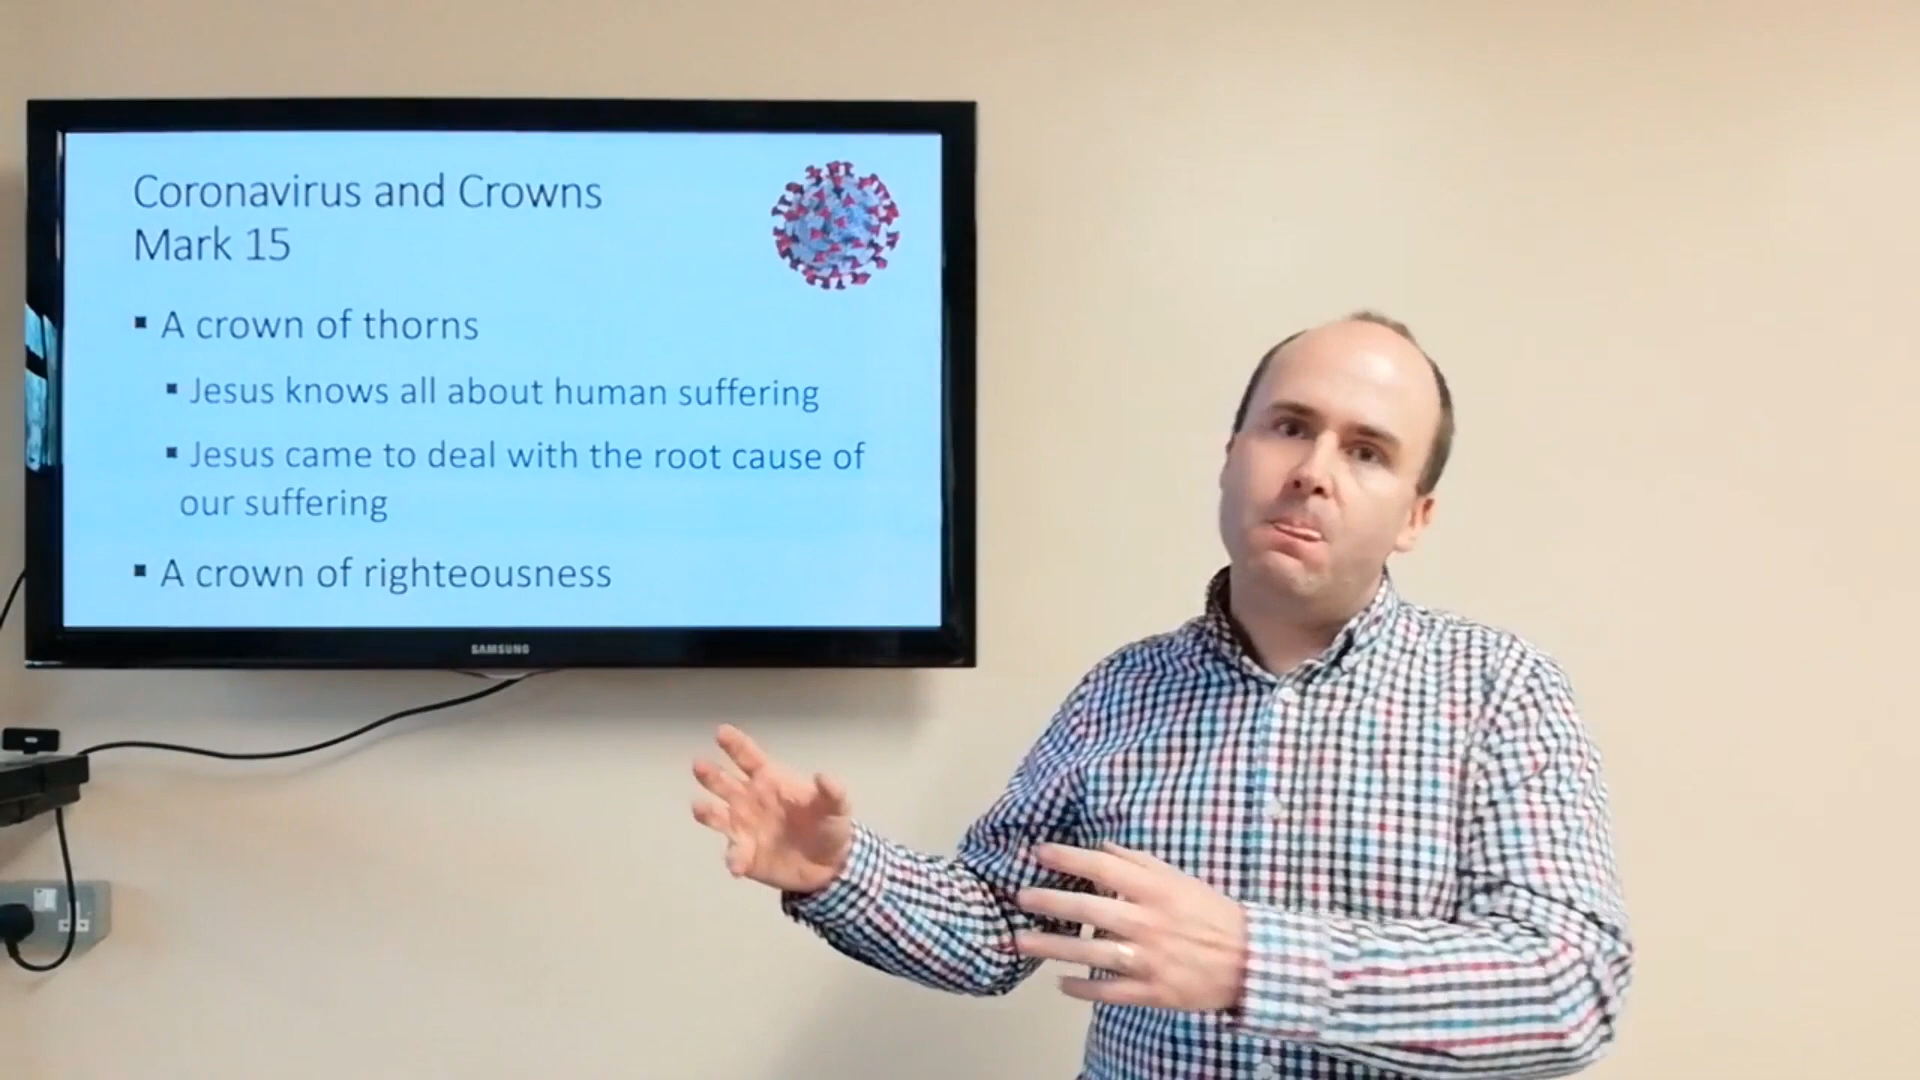 Coronavirus and Crowns
Mark 15
▪ A crown of thorns
▪ Jesus knows all about human suffering
▪ Jesus came to deal with the root cause of
our suffering
▪ A crown of righteousness
SAMSUNG